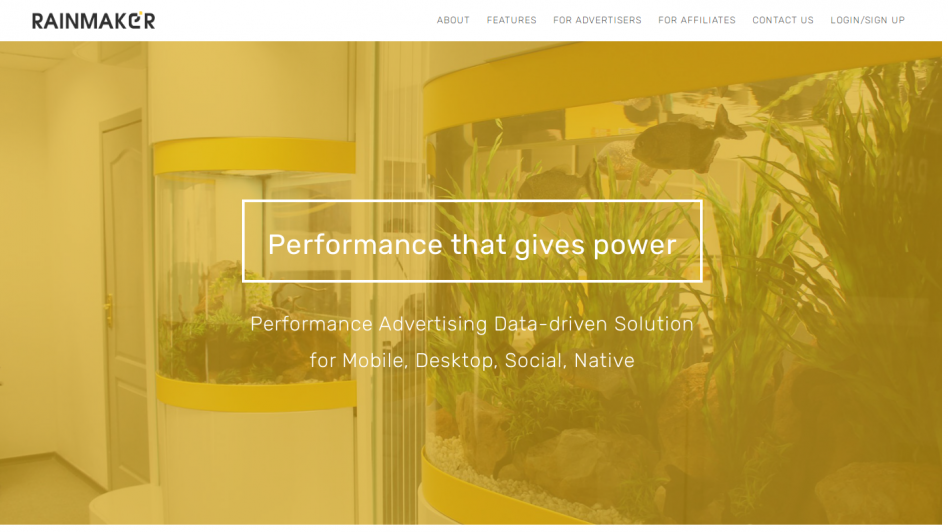 RAINMAKER
ABOUT FEATURES FOR ADVERTISERS FOR AFFILIATES CONTACT US LOGIN/SIGN UP
Performance that gives power
Performance Advertising Data-driven Solution
for Mobile, Desktop, Social, Native